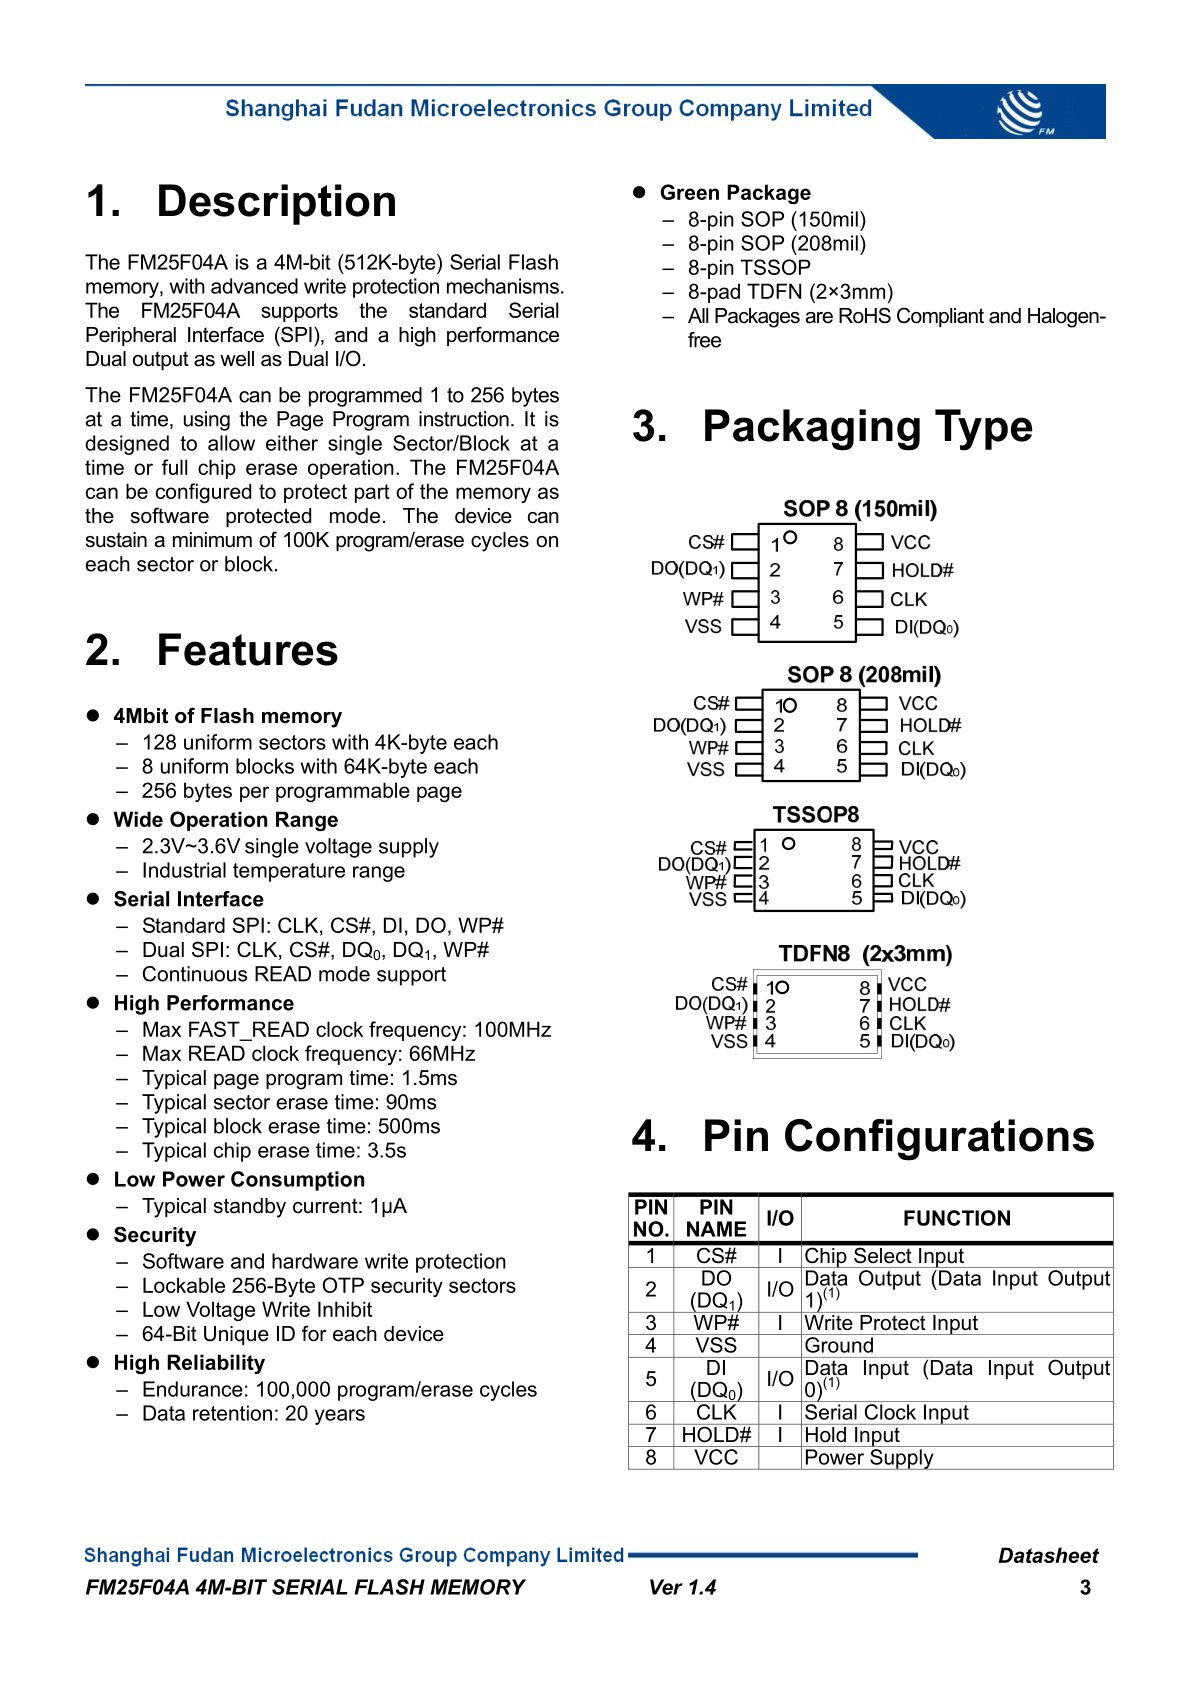 Shanghai Fudan Microelectronics Group Company Limited
FM
1. Description
The FM25F04A is a 4M-bit (512K-byte) Serial Flash
memory, with advanced write protection mechanisms.
The FM25F04A supports the standard Serial
Peripheral Interface (SPI), and a high performance
Dual output as well as Dual I/O.
The FM25F04A can be programmed 1 to 256 bytes
at a time, using the Page Program instruction. It is
designed to allow either single Sector/Block at a
time or full chip erase operation. The FM25F04A
can be configured to protect part of the memory as
the software protected mode. The device can
sustain a minimum of 100K program/erase cycles on
each sector or block.
2. Features
● 4Mbit of Flash memory
– 128 uniform sectors with 4K-byte each
– 8 uniform blocks with 64K-byte each
– 256 bytes per programmable page
● Wide Operation Range
– 2.3V~3.6V single voltage supply
– Industrial temperature range
● Serial Interface
– Standard SPI: CLK, CS#, DI, DO, WP#
– Dual SPI: CLK, CS#, DQ0, DQ1, WP#
– Continuous READ mode support
● High Performance
– Max FAST_READ clock frequency: 100MHz
– Max READ clock frequency: 66MHz
– Typical page program time: 1.5ms
– Typical sector erase time: 90ms
– Typical block erase time: 500ms
– Typical chip erase time: 3.5s
● Low Power Consumption
– Typical standby current: 1μA
● Security
– Software and hardware write protection
– Lockable 256-Byte OTP security sectors
– Low Voltage Write Inhibit
– 64-Bit Unique ID for each device
● High Reliability
– Endurance: 100,000 program/erase cycles
– Data retention: 20 years
● Green Package
– 8-pin SOP (150mil)
– 8-pin SOP (208mil)
– 8-pin TSSOP
– 8-pad TDFN (2×3mm)
– All Packages are RoHS Compliant and Halogen-
free
3. Packaging Type
SOP 8 (150mil)
CS# 1 8 VCC
DO(DQ1) 2 7 HOLD#
WP# 3 6 CLK
VSS 4 5 DI(DQ0)
SOP 8 (208mil)
CS# 1 8 VCC
DO(DQ1) 2 7 HOLD#
WP# 3 6 CLK
VSS 4 5 DI(DQ0)
TSSOP8
CS# 1 8 VCC
DO(DQ1) 2 7 HOLD#
WP# 3 6 CLK
VSS 4 5 DI(DQ0)
TDFN8 (2x3mm)
CS# 1 8 VCC
DO(DQ1) 2 7 HOLD#
WP# 3 6 CLK
VSS 4 5 DI(DQ0)
4. Pin Configurations
PIN NO. PIN NAME I/O FUNCTION
1 CS# I Chip Select Input
2 DO (DQ1) I/O Data Output (Data Input Output 1)(1)
3 WP# I Write Protect Input
4 VSS Ground
5 DI (DQ0) I/O Data Input (Data Input Output 0)(1)
6 CLK I Serial Clock Input
7 HOLD# I Hold Input
8 VCC Power Supply
Shanghai Fudan Microelectronics Group Company Limited Datasheet
FM25F04A 4M-BIT SERIAL FLASH MEMORY Ver 1.4 3